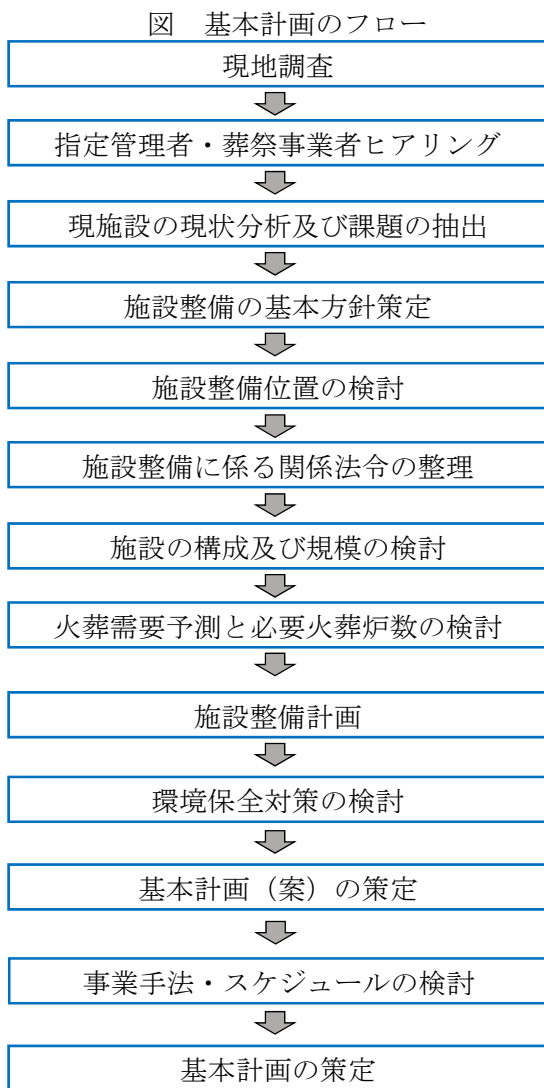 図　基本計画のフロー
現地調査
指定管理者・葬祭事業者ヒアリング
現施設の現状分析及び課題の抽出
施設整備の基本方針策定
施設整備位置の検討
施設整備に係る関係法令の整理
施設の構成及び規模の検討
火葬需要予測と必要火葬炉数の検討
施設整備計画
環境保全対策の検討
基本計画（案）の策定
事業手法・スケジュールの検討
基本計画の策定